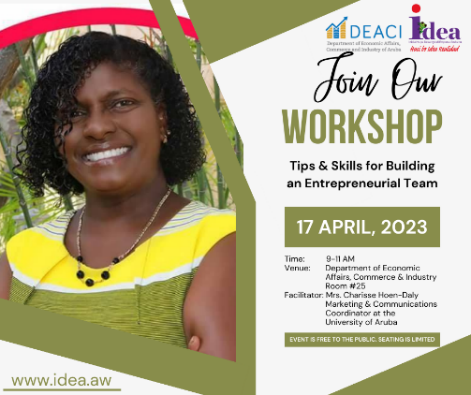 DEACI
Department of Economic Affairs,
Commerce and Industry of Aruba
idea
Join Our
WORKSHOP
Tips & Skills for Building
an Entrepreneurial Team
17 APRIL, 2023
Time: 9-11 AM
Venue: Department of Economic
Affairs, Commerce & Industry
Room #25
Facilitator: Mrs. Charisse Hoen-Daly
Marketing & Communications
Coordinator at the
University of Aruba
EVENT IS FREE TO THE PUBLIC. SEATING IS LIMITED
www.idea.aw